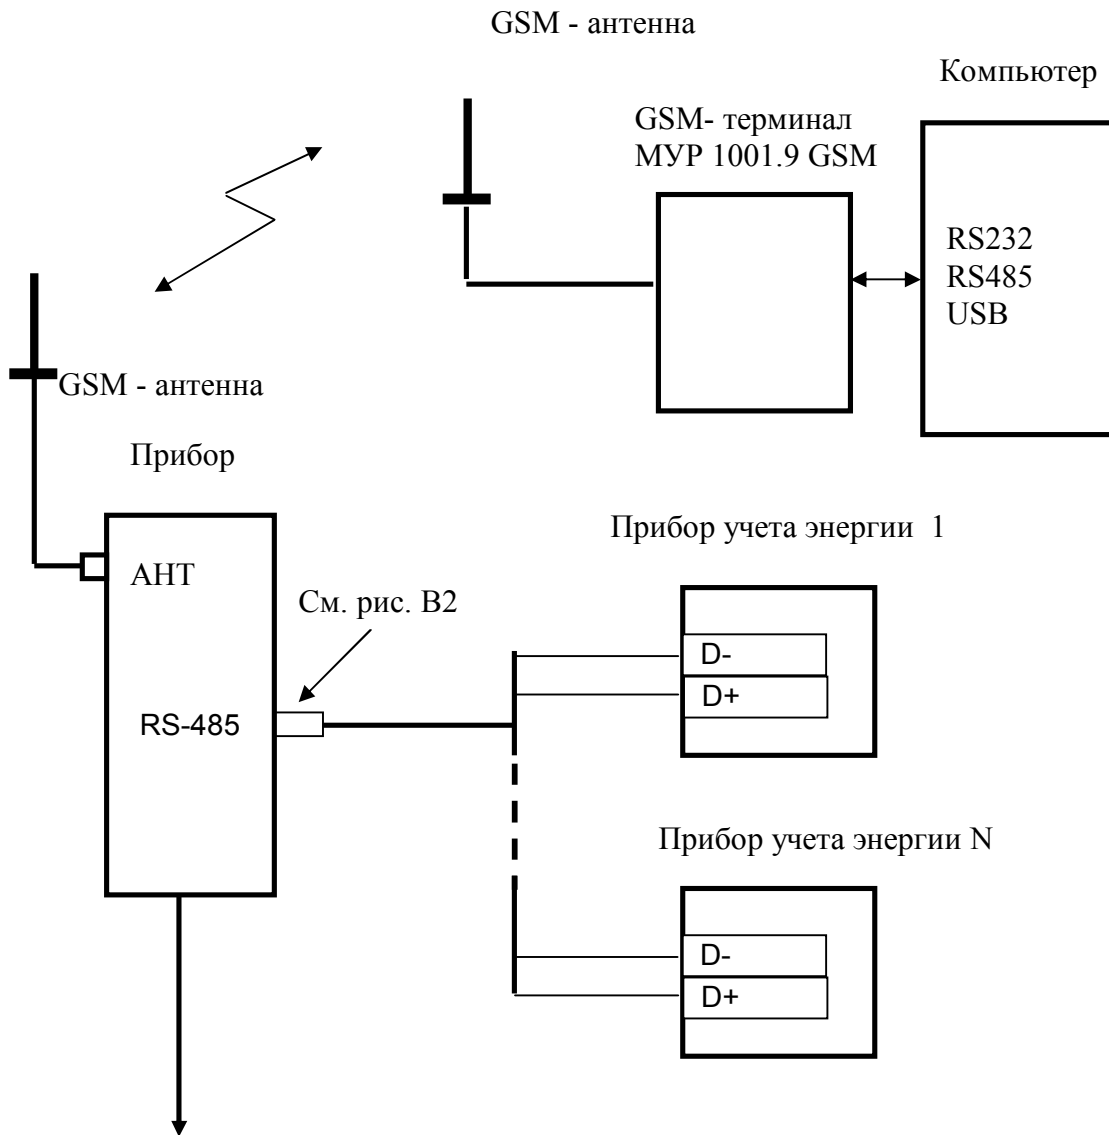 GSM - антенна
Компьютер
GSM- терминал
МУР 1001.9 GSM
RS232
RS485
USB
GSM - антенна
Прибор
АНТ
RS-485
См. рис. В2
Прибор учета энергии 1
D-
D+
Прибор учета энергии N
D-
D+